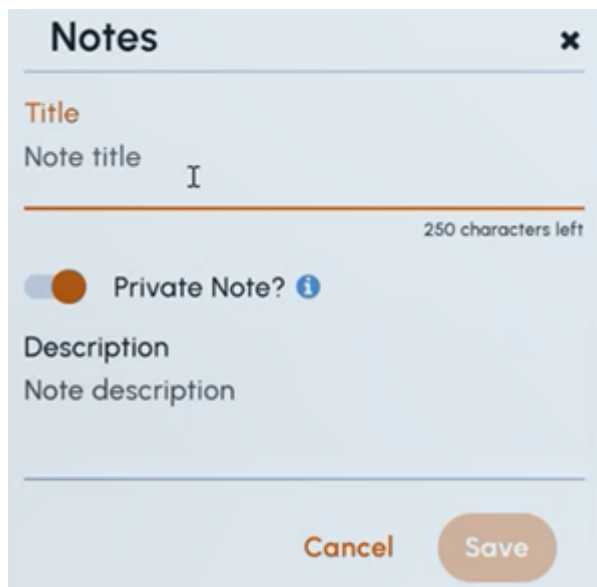 Notes
Title
Note title
250 characters left
Private Note?
Description
Note description
Cancel
Save